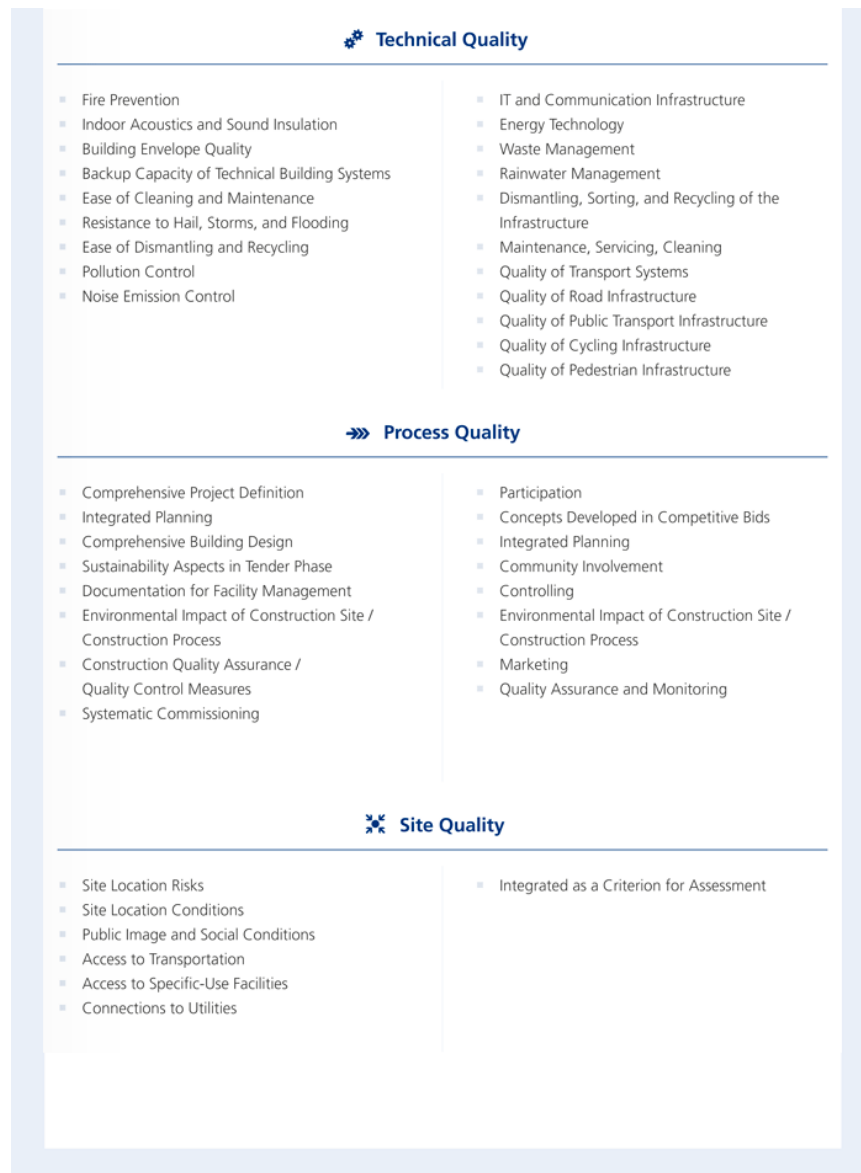 Technical Quality
Fire Prevention
Indoor Acoustics and Sound Insulation
Building Envelope Quality
Backup Capacity of Technical Building Systems
Ease of Cleaning and Maintenance
Resistance to Hail, Storms, and Flooding
Ease of Dismantling and Recycling
Pollution Control
Noise Emission Control
IT and Communication Infrastructure
Energy Technology
Waste Management
Rainwater Management
Dismantling, Sorting, and Recycling of the
Infrastructure
Maintenance, Servicing, Cleaning
Quality of Transport Systems
Quality of Road Infrastructure
Quality of Public Transport Infrastructure
Quality of Cycling Infrastructure
Quality of Pedestrian Infrastructure
Process Quality
Comprehensive Project Definition
Integrated Planning
Comprehensive Building Design
Sustainability Aspects in Tender Phase
Documentation for Facility Management
Environmental Impact of Construction Site /
Construction Process
Construction Quality Assurance /
Quality Control Measures
Systematic Commissioning
Participation
Concepts Developed in Competitive Bids
Integrated Planning
Community Involvement
Controlling
Environmental Impact of Construction Site /
Construction Process
Marketing
Quality Assurance and Monitoring
Site Quality
Site Location Risks
Site Location Conditions
Public Image and Social Conditions
Access to Transportation
Access to Specific-Use Facilities
Connections to Utilities
Integrated as a Criterion for Assessment